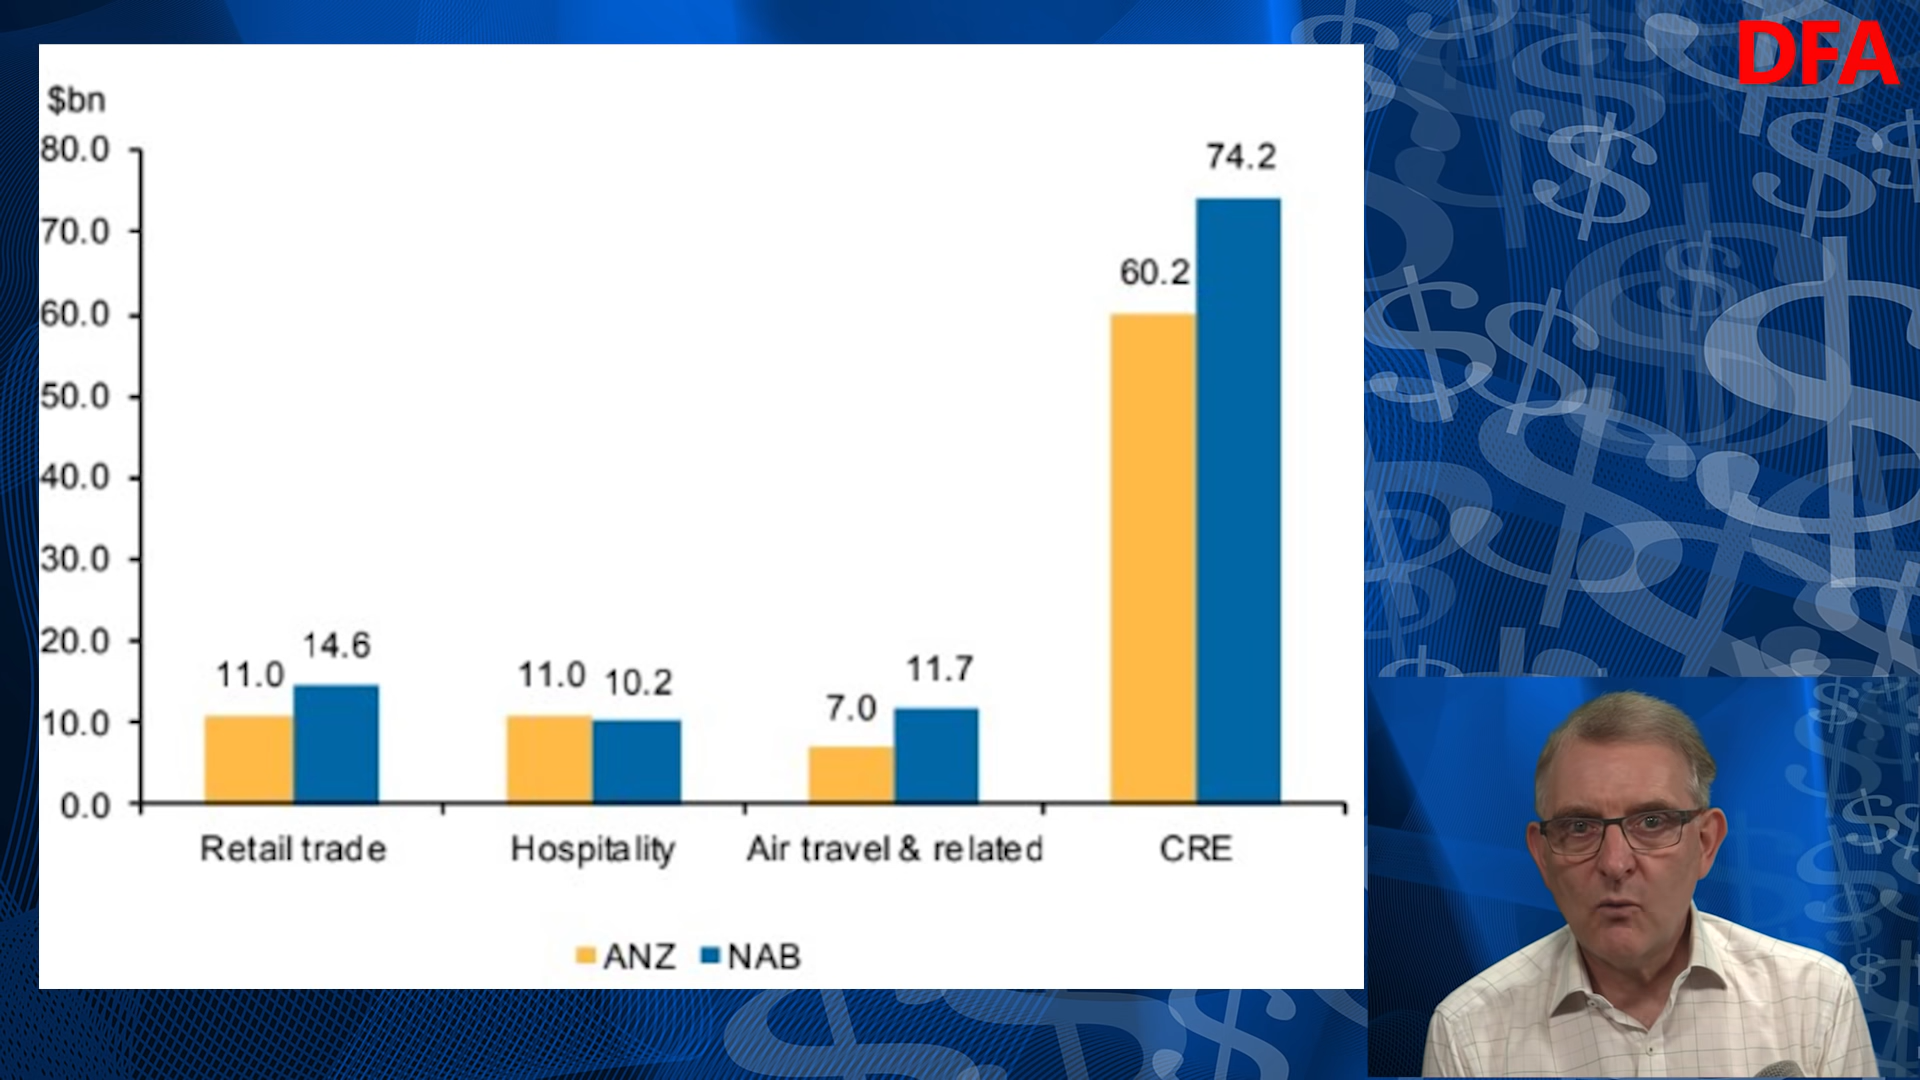 DFA
$bn
80.0
70.0
60.0
50.0
40.0
30.0
20.0
10.0
0.0
11.0
14.6
11.0
10.2
7.0
11.7
60.2
74.2
Retail trade
Hospitality
Air travel & related
CRE
ANZ
NAB